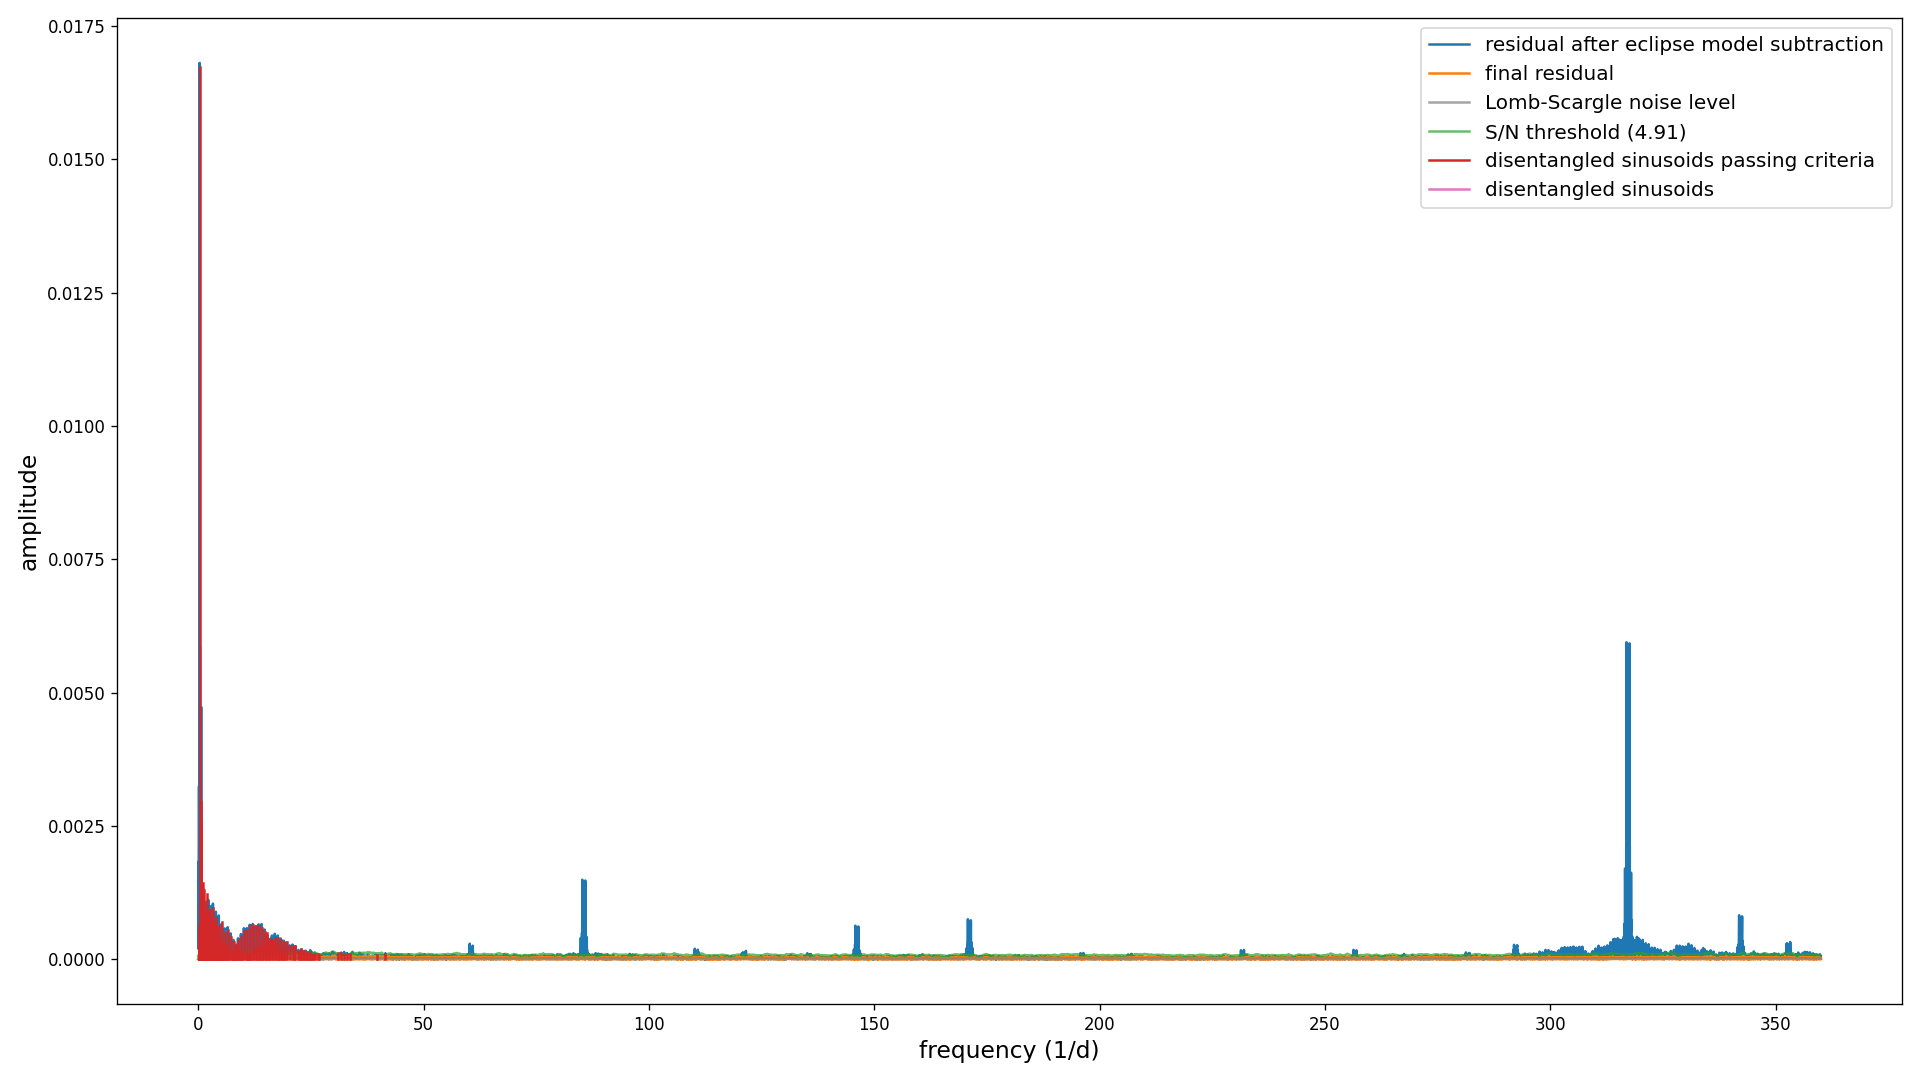 0.0175
0.0150
0.0125
0.0100
0.0075
0.0050
0.0025
0.0000
amplitude
residual after eclipse model subtraction
final residual
Lomb-Scargle noise level
S/N threshold (4.91)
disentangled sinusoids passing criteria
disentangled sinusoids
0 50 100 150 200 250 300 350
frequency (1/d)